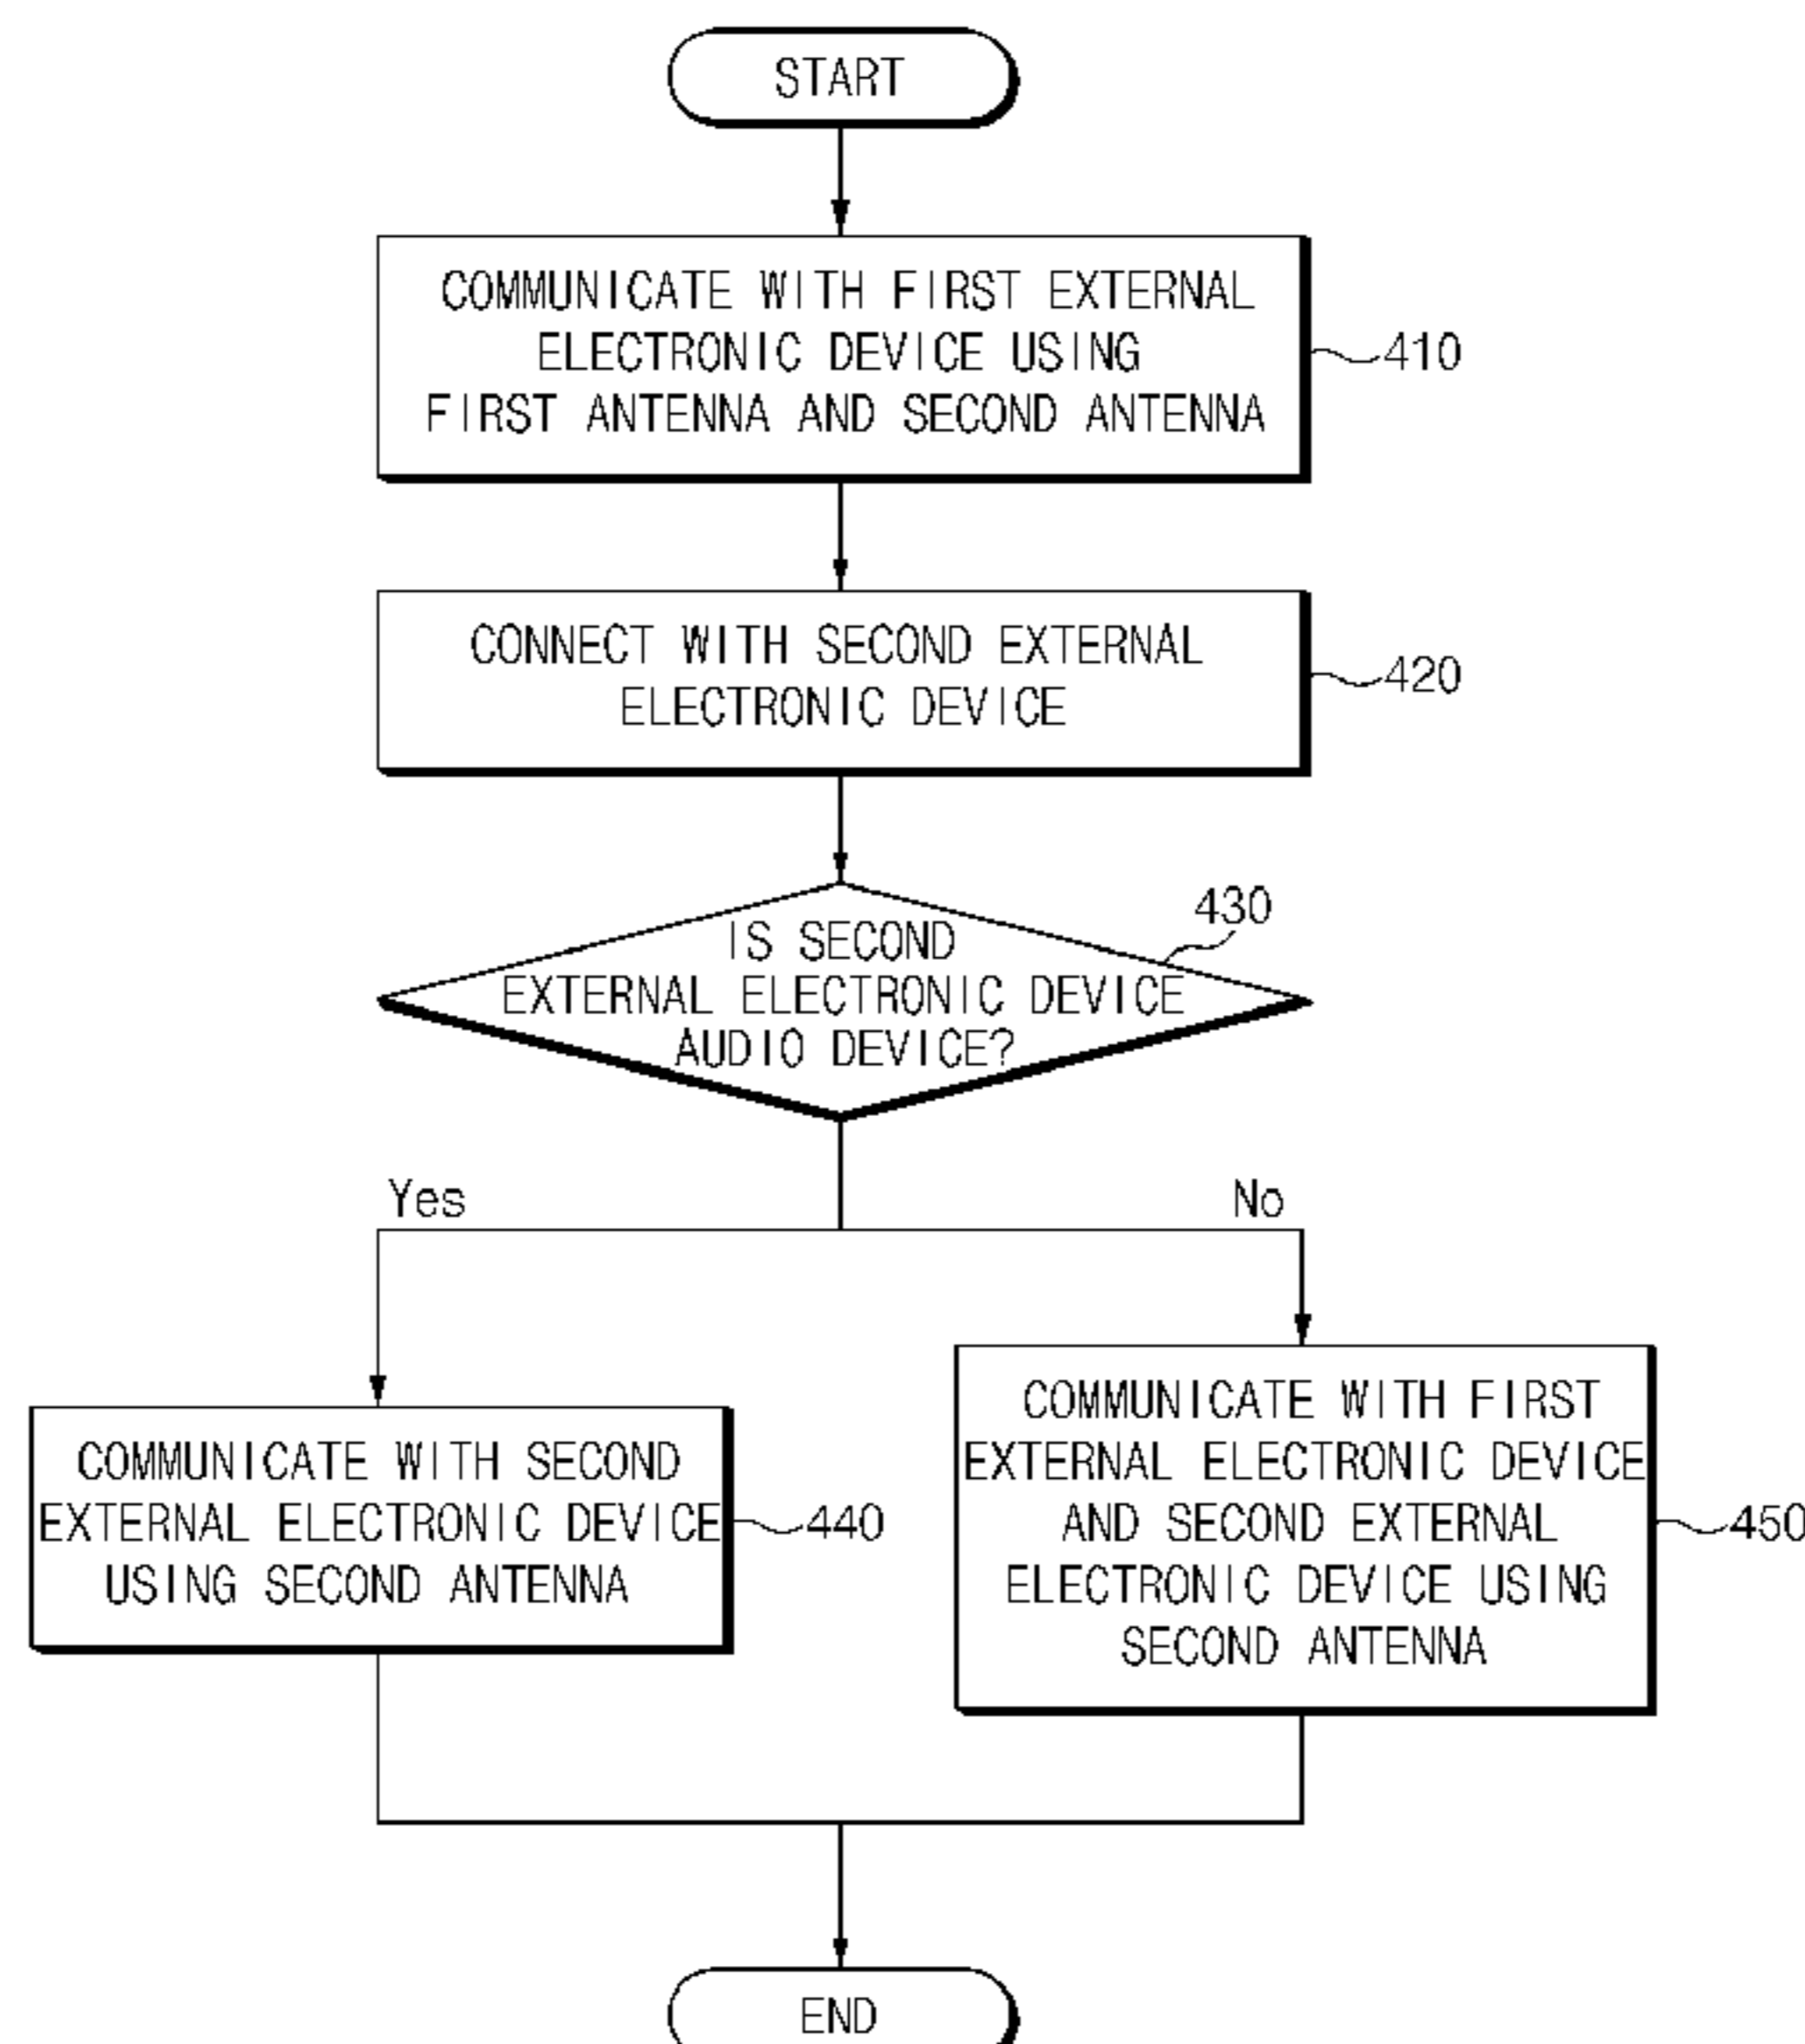 START
COMMUNICATE WITH FIRST EXTERNAL
ELECTRONIC DEVICE USING
FIRST ANTENNA AND SECOND ANTENNA
410
CONNECT WITH SECOND EXTERNAL
ELECTRONIC DEVICE
420
430
IS SECOND
EXTERNAL ELECTRONIC DEVICE
AUDIO DEVICE?
Yes
No
COMMUNICATE WITH SECOND
EXTERNAL ELECTRONIC DEVICE
USING SECOND ANTENNA
440
COMMUNICATE WITH FIRST
EXTERNAL ELECTRONIC DEVICE
AND SECOND EXTERNAL
ELECTRONIC DEVICE USING
SECOND ANTENNA
450
END